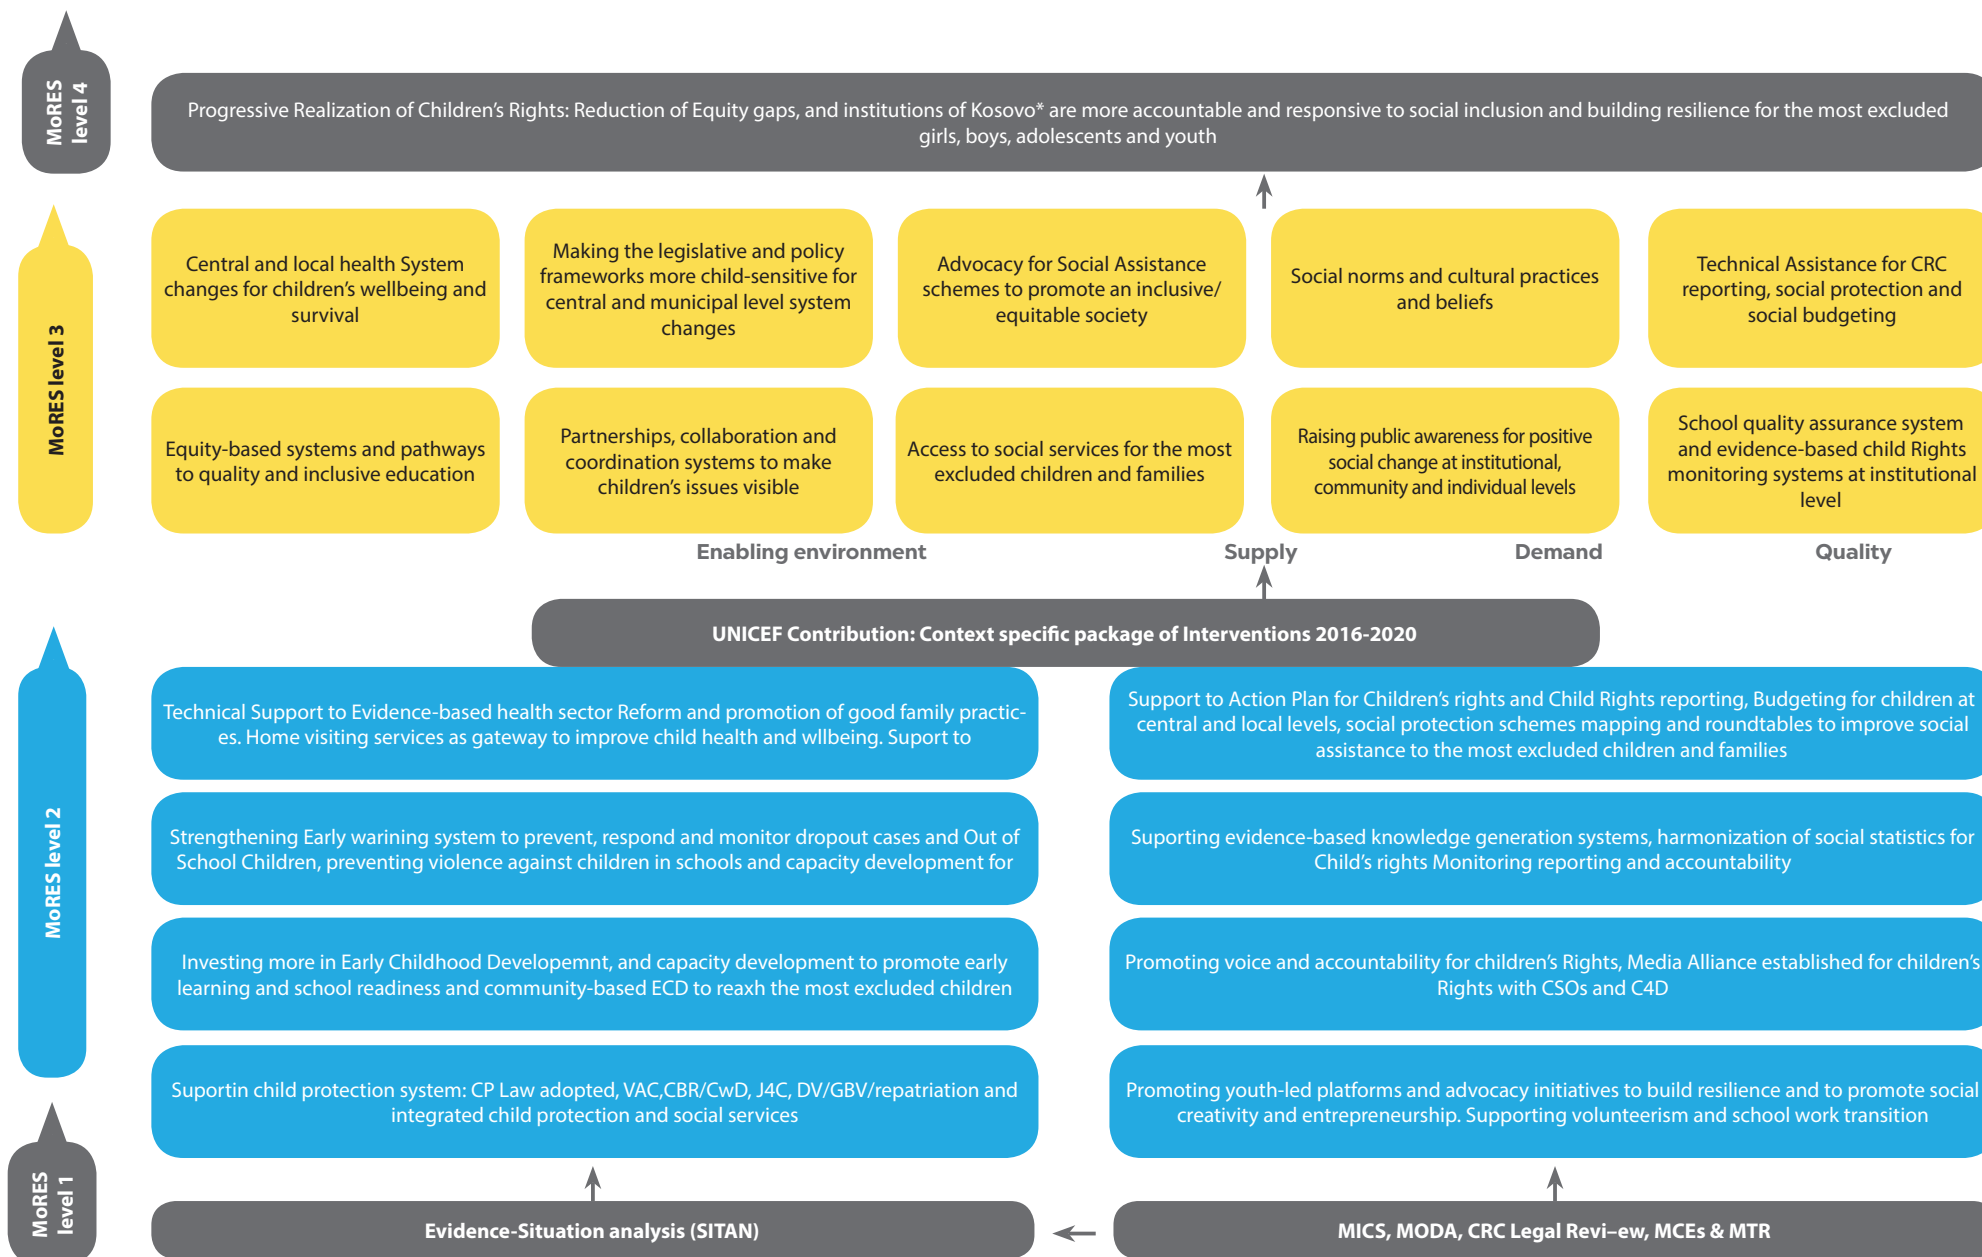 MoRES
level 4
Progressive Realization of Children's Rights: Reduction of Equity gaps, and institutions of Kosovo* are more accountable and responsive to social inclusion and building resilience for the most excluded
girls, boys, adolescents and youth
MoRES level 3
Central and local health System
changes for children's wellbeing and
survival
Making the legislative and policy
frameworks more child-sensitive for
central and municipal level system
changes
Advocacy for Social Assistance
schemes to promote an inclusive/
equitable society
Social norms and cultural practices
and beliefs
Technical Assistance for CRC
reporting, social protection and
social budgeting
Equity-based systems and pathways
to quality and inclusive education
Partnerships, collaboration and
coordination systems to make
children's issues visible
Access to social services for the most
excluded children and families
Raising public awareness for positive
social change at institutional,
community and individual levels
School quality assurance system
and evidence-based child Rights
monitoring systems at institutional
level
Enabling environment
Supply
Demand
Quality
UNICEF Contribution: Context specific package of Interventions 2016-2020
MoRES level 2
Technical Support to Evidence-based health sector Reform and promotion of good family practic-
es. Home visiting services as gateway to improve child health and wllbeing. Suport to
Support to Action Plan for Children's rights and Child Rights reporting, Budgeting for children at
central and local levels, social protection schemes mapping and roundtables to improve social
assistance to the most excluded children and families
Strengthening Early warining system to prevent, respond and monitor dropout cases and Out of
School Children, preventing violence against children in schools and capacity development for
Suporting evidence-based knowledge generation systems, harmonization of social statistics for
Child's rights Monitoring reporting and accountability
Investing more in Early Childhood Developemnt, and capacity development to promote early
learning and school readiness and community-based ECD to reaxh the most excluded children
Promoting voice and accountability for children's Rights, Media Alliance established for children's
Rights with CSOs and C4D
Suportin child protection system: CP Law adopted, VAC,CBR/CwD, J4C, DV/GBV/repatriation and
integrated child protection and social services
Promoting youth-led platforms and advocacy initiatives to build resilience and to promote social
creativity and entrepreneurship. Supporting volunteerism and school work transition
MoRES
level 1
Evidence-Situation analysis (SITAN)
MICS, MODA, CRC Legal Revi–ew, MCEs & MTR